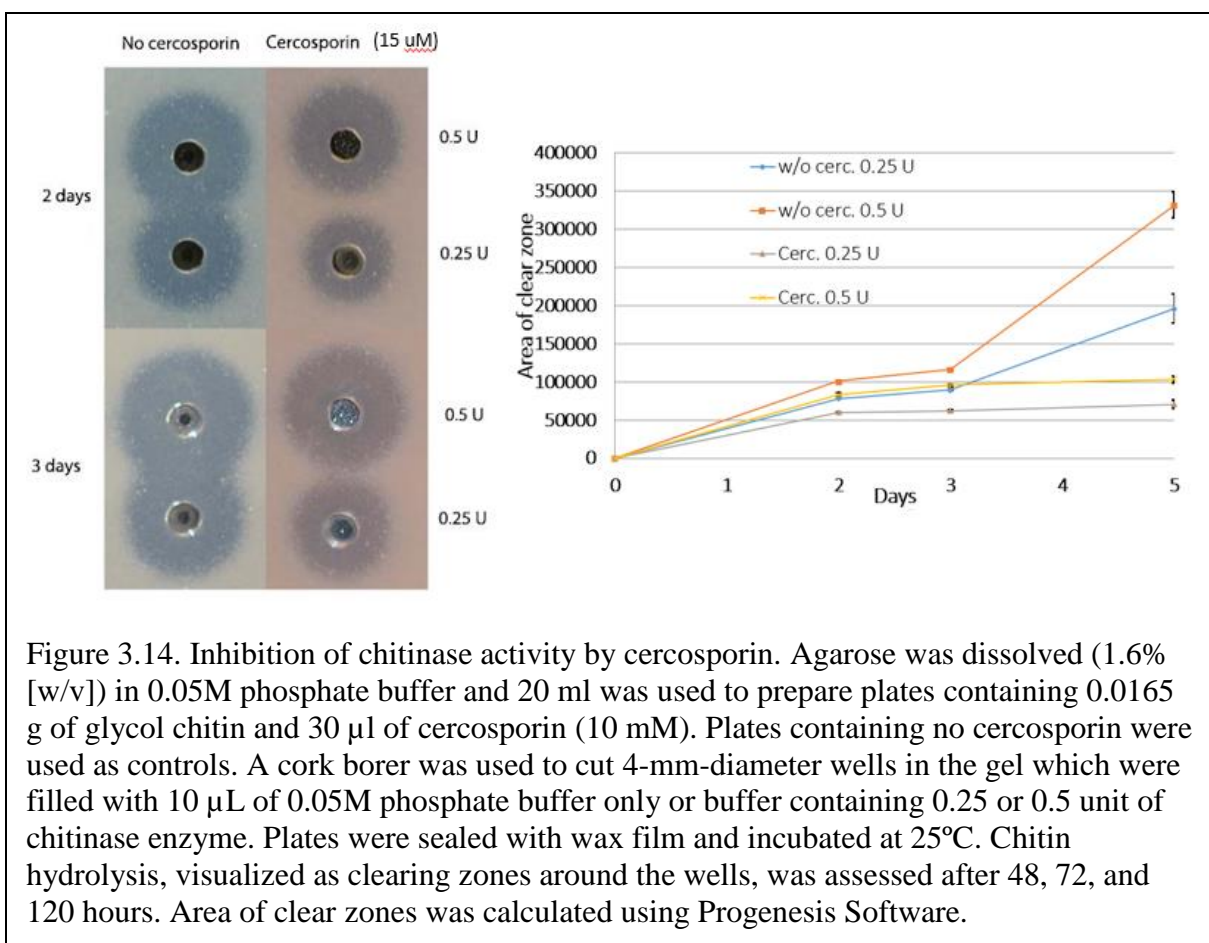 No cercosporin Cercosporin (15 uM)
2 days
0.5 U
0.25 U
3 days
0.5 U
0.25 U
400000
350000
300000
250000
200000
150000
100000
50000
0
Area of clear zone
w/o cerc. 0.25 U
w/o cerc. 0.5 U
Cerc. 0.25 U
Cerc. 0.5 U
0 1 2 3 4 5
Days
Figure 3.14. Inhibition of chitinase activity by cercosporin. Agarose was dissolved (1.6%
[w/v]) in 0.05M phosphate buffer and 20 ml was used to prepare plates containing 0.0165
g of glycol chitin and 30 µl of cercosporin (10 mM). Plates containing no cercosporin were
used as controls. A cork borer was used to cut 4-mm-diameter wells in the gel which were
filled with 10 µL of 0.05M phosphate buffer only or buffer containing 0.25 or 0.5 unit of
chitinase enzyme. Plates were sealed with wax film and incubated at 25ºC. Chitin
hydrolysis, visualized as clearing zones around the wells, was assessed after 48, 72, and
120 hours. Area of clear zones was calculated using Progenesis Software.